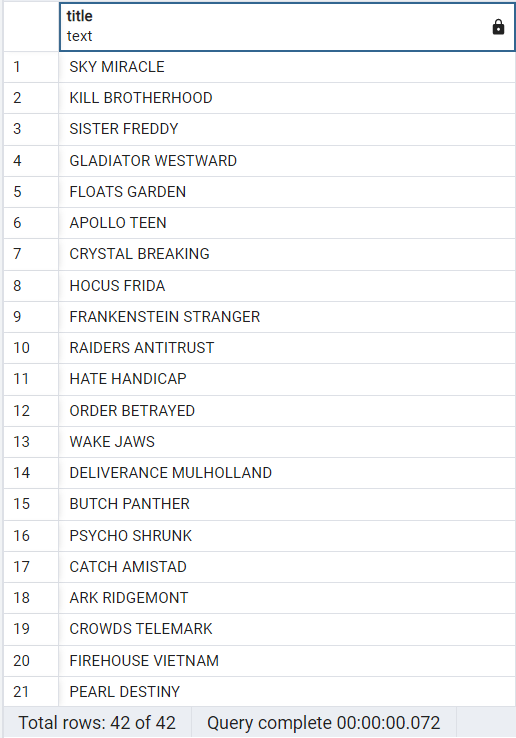 title
text
1 SKY MIRACLE
2 KILL BROTHERHOOD
3 SISTER FREDDY
4 GLADIATOR WESTWARD
5 FLOATS GARDEN
6 APOLLO TEEN
7 CRYSTAL BREAKING
8 HOCUS FRIDA
9 FRANKENSTEIN STRANGER
10 RAIDERS ANTITRUST
11 HATE HANDICAP
12 ORDER BETRAYED
13 WAKE JAWS
14 DELIVERANCE MULHOLLAND
15 BUTCH PANTHER
16 PSYCHO SHRUNK
17 CATCH AMISTAD
18 ARK RIDGEMONT
19 CROWDS TELEMARK
20 FIREHOUSE VIETNAM
21 PEARL DESTINY
Total rows: 42 of 42 Query complete 00:00:00.072